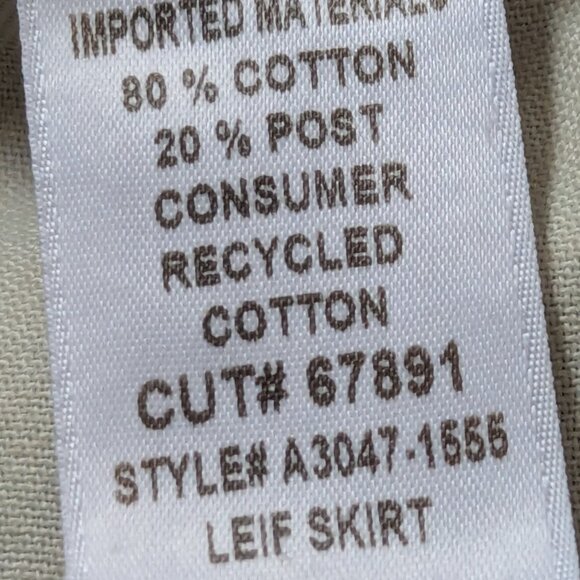 IMPORTED MATERIALS
80 % COTTON
20 % POST
CONSUMER
RECYCLED
COTTON
CUT# 67891
STYLE# A3047-1555
LEIF SKIRT